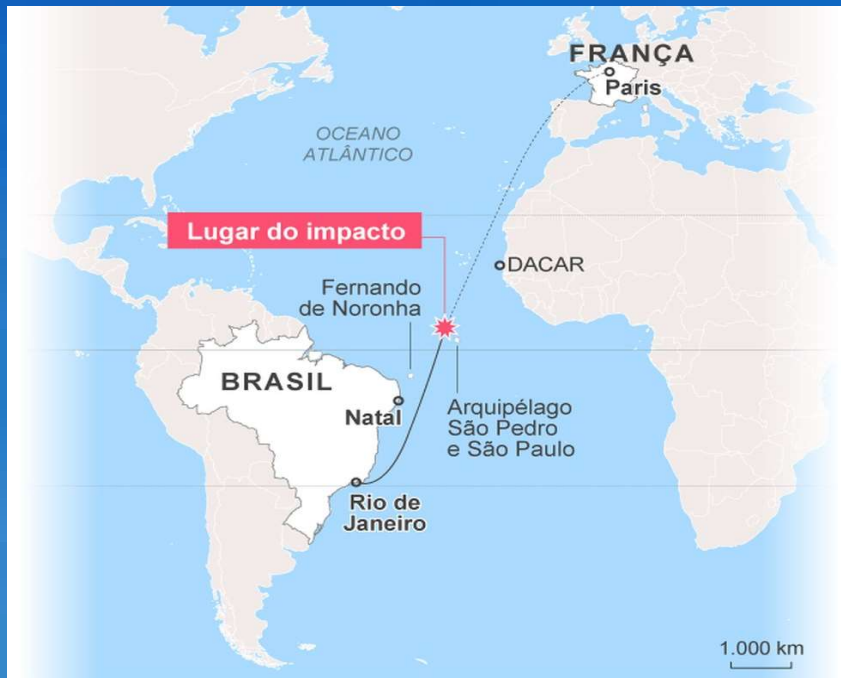 FRANÇA
Paris
OCEANO
ATLÂNTICO
Lugar do impacto
DACAR
Fernando
de Noronha
BRASIL
Natal
Arquipélago
São Pedro
e São Paulo
Rio de
Janeiro
1.000 km